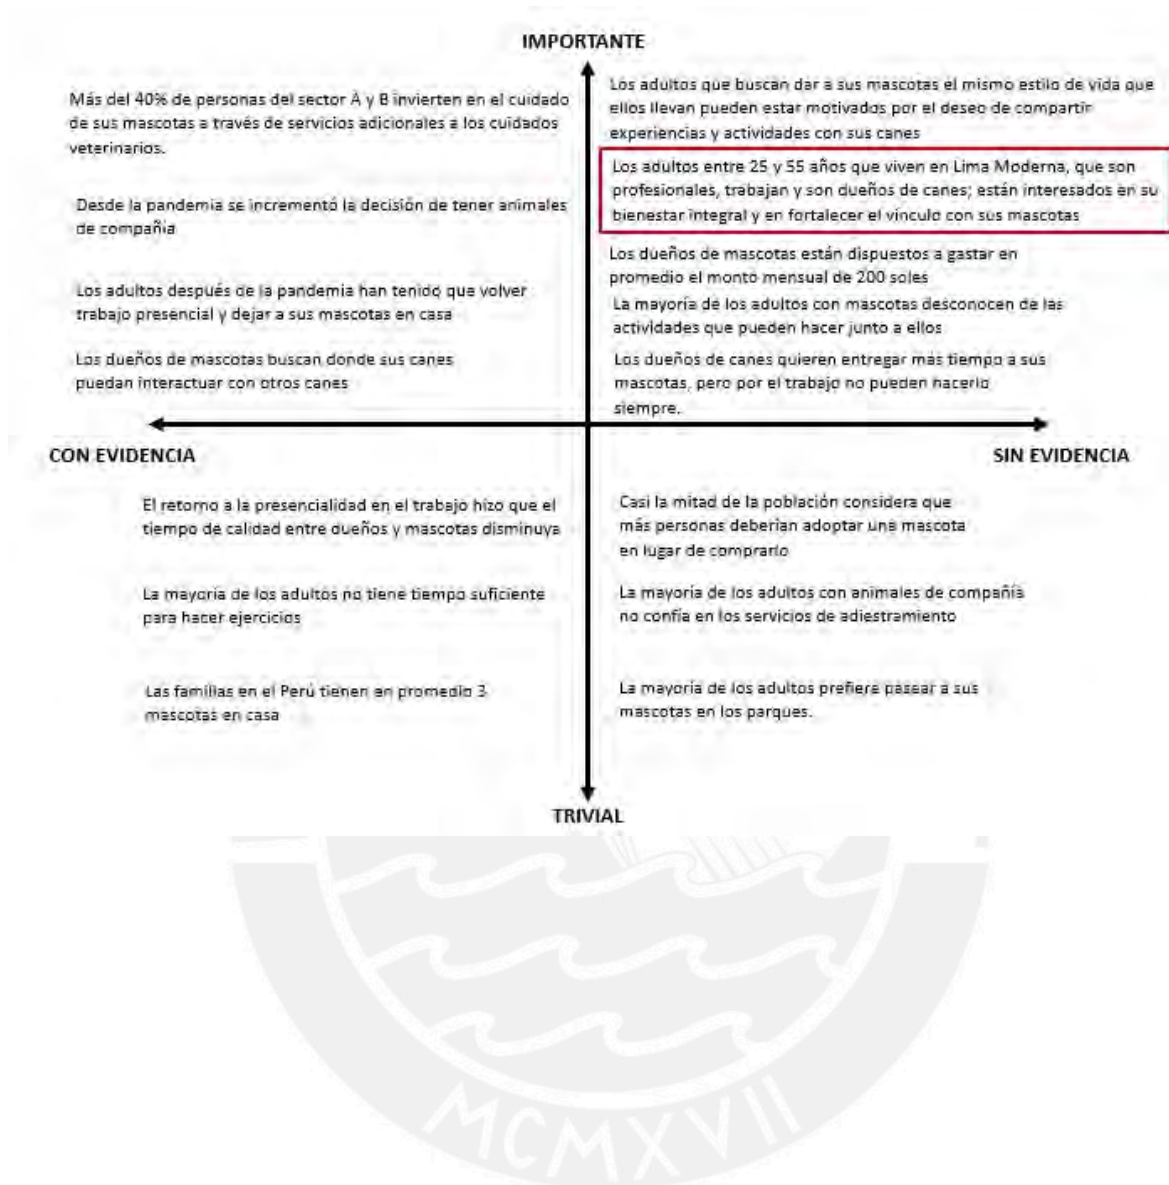 IMPORTANTE
Más del 40% de personas del sector A y B invierten en el cuidado
de sus mascotas a través de servicios adicionales a los cuidados
veterinarios.
Desde la pandemia se incrementó la decisión de tener animales
de compañía
Los adultos después de la pandemia han tenido que volver
trabajo presencial y dejar a sus mascotas en casa
Los dueños de mascotas buscan donde sus canes
puedan interactuar con otros canes
Los adultos que buscan dar a sus mascotas el mismo estilo de vida que
ellos llevan pueden estar motivados por el deseo de compartir
experiencias y actividades con sus canes
Los adultos entre 25 y 55 años que viven en Lima Moderna, que son
profesionales, trabajan y son dueños de canes; están interesados en su
bienestar integral y en fortalecer el vínculo con sus mascotas
Los dueños de mascotas están dispuestos a gastar en
promedio el monto mensual de 200 soles
La mayoría de los adultos con mascotas desconocen de las
actividades que pueden hacer junto a ellos
Los dueños de canes quieren entregar mas tiempo a sus
mascotas, pero por el trabajo no pueden hacerlo
siempre.
CON EVIDENCIA
SIN EVIDENCIA
El retorno a la presencialidad en el trabajo hizo que el
tiempo de calidad entre dueños y mascotas disminuya
La mayoría de los adultos no tiene tiempo suficiente
para hacer ejercicios
Las familias en el Perú tienen en promedio 3
mascotas en casa
Casi la mitad de la población considera que
más personas deberían adoptar una mascota
en lugar de comprarlo
La mayoría de los adultos con animales de compañía
no confía en los servicios de adiestramiento
La mayoría de los adultos prefiere pasear a sus
mascotas en los parques.
TRIVIAL
MCMXVII